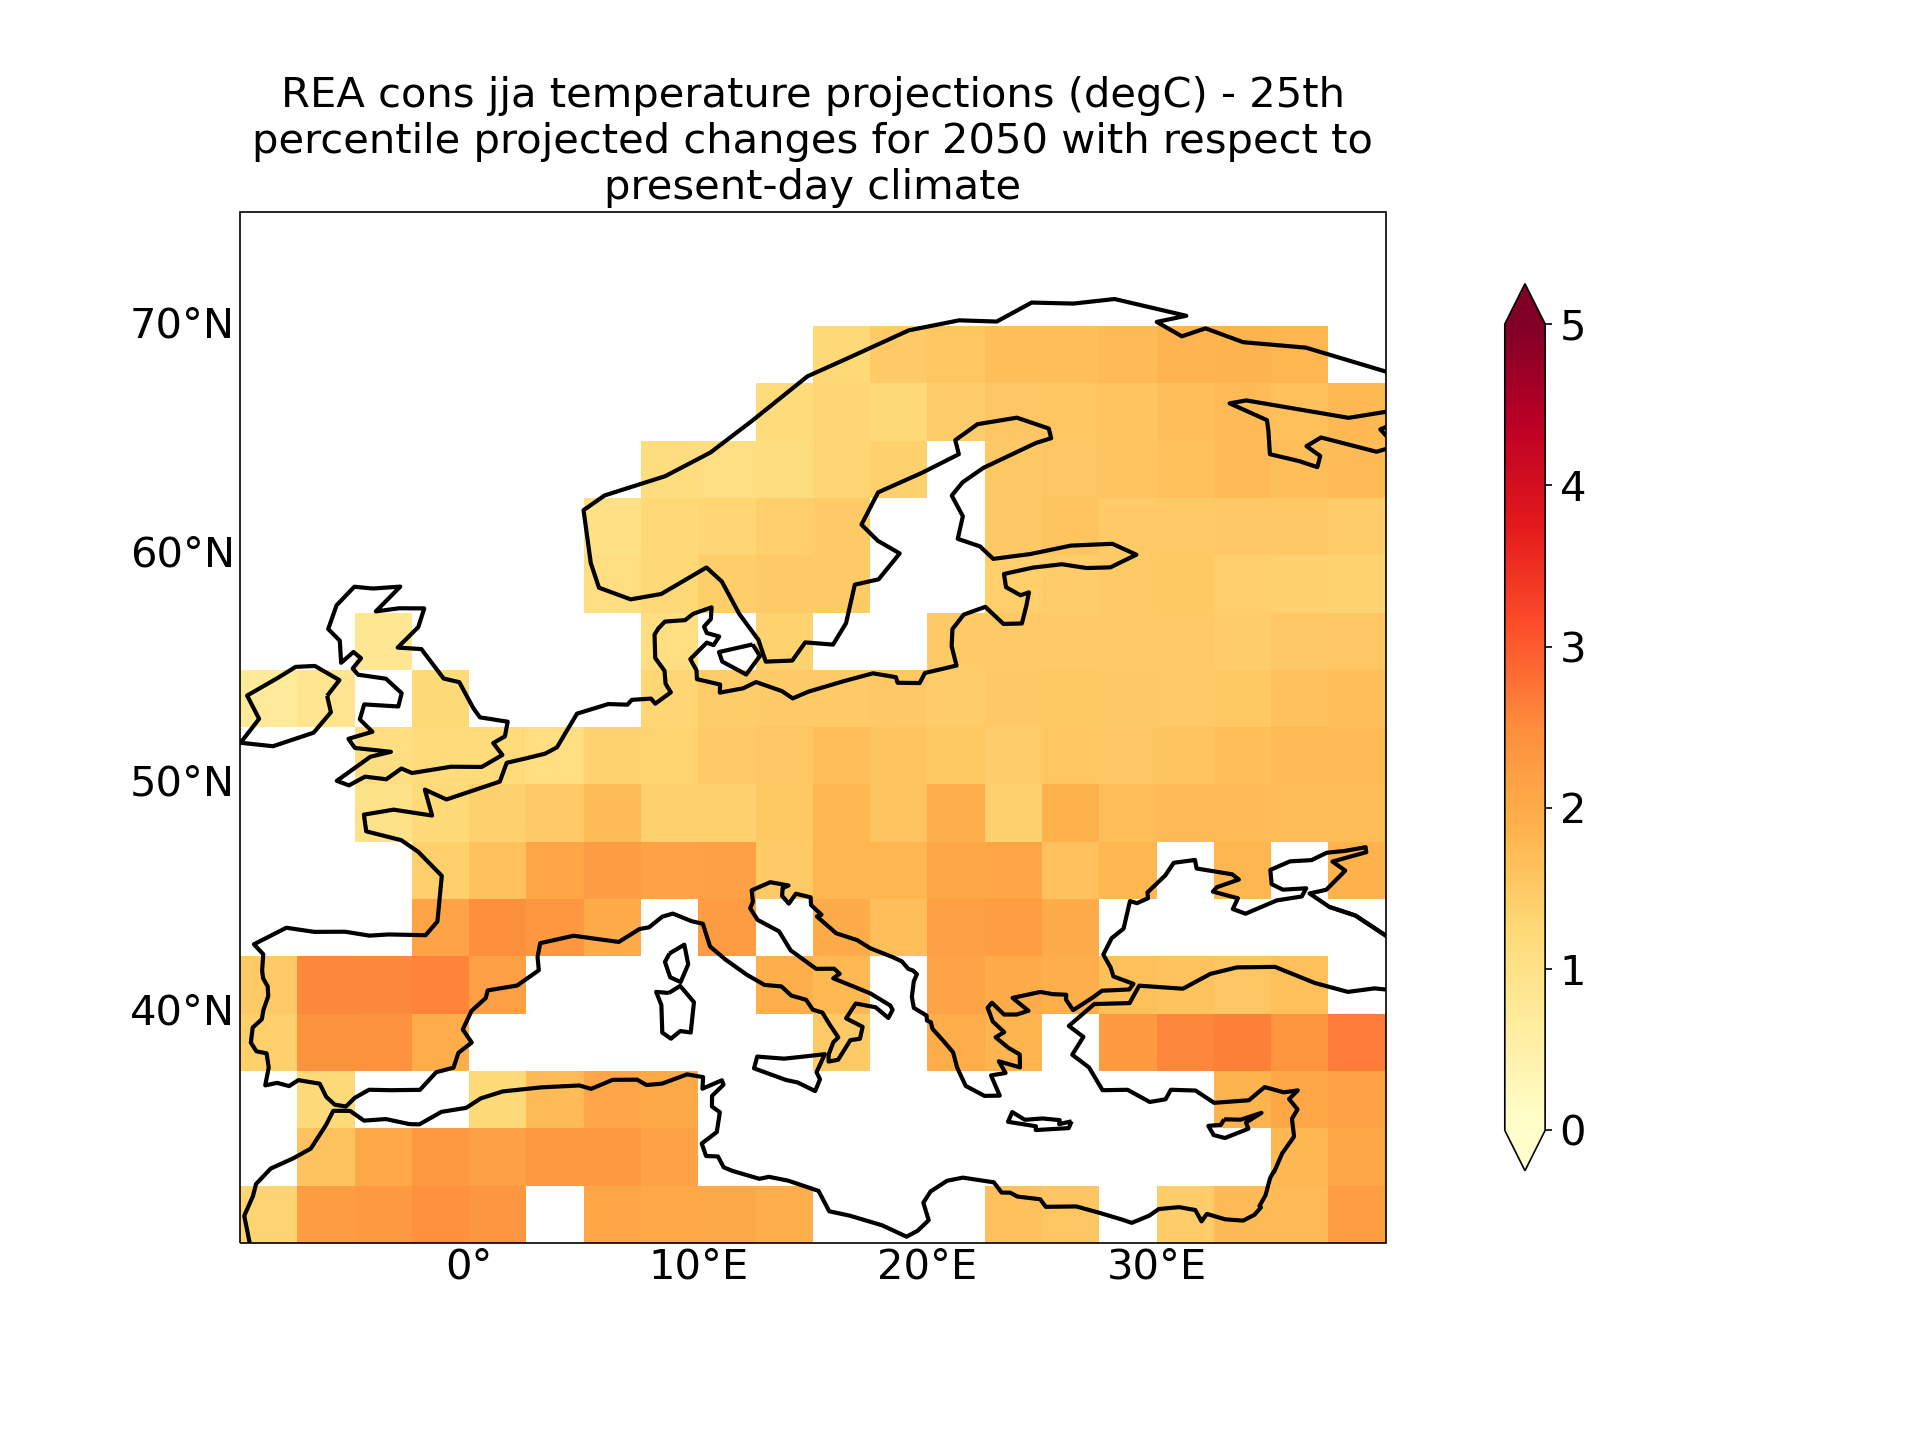 REA cons jja temperature projections (degC) - 25th
percentile projected changes for 2050 with respect to
present-day climate
70°N
60°N
50°N
40°N
0°
10°E
20°E
30°E
5
4
3
2
1
0